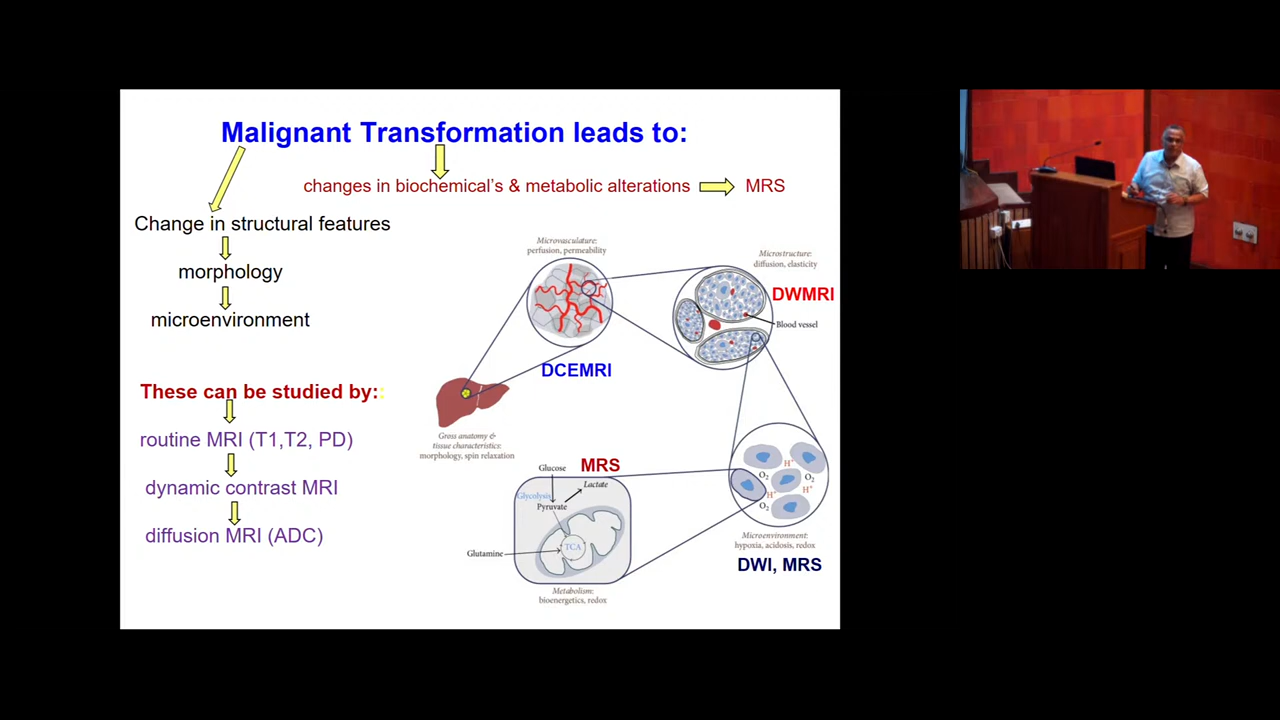 Malignant Transformation leads to:
changes in biochemical's & metabolic alterations
MRS
Change in structural features
morphology
microenvironment
These can be studied by:
routine MRI (T1,T2, PD)
dynamic contrast MRI
diffusion MRI (ADC)
Microvasculature:
perfusion, permeability
DCEMRI
Microstructure:
diffusion, elasticity
DWMRI
Blood vessel
Gross anatomy &
tissue characteristics:
morphology, spin relaxation
MRS
Glucose
Lactate
Glycolysis
Pyruvate
TCA
Glutamine
Metabolism:
bioenergetics, redox
H+
O2
O2
H+
H+
O2
Microenvironment:
hypoxia, acidosis, redox
DWI, MRS